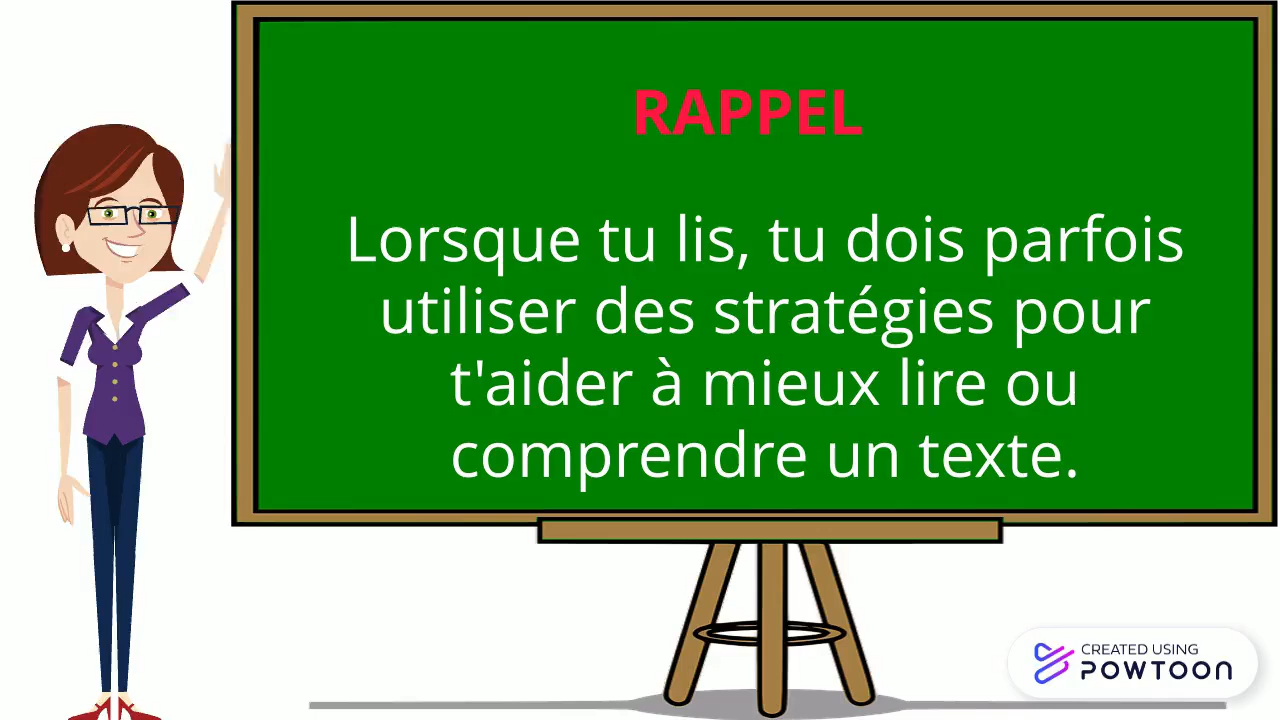 RAPPEL
Lorsque tu lis, tu dois parfois
utiliser des stratégies pour
t'aider à mieux lire ou
comprendre un texte.
CREATED USING
POWTOON